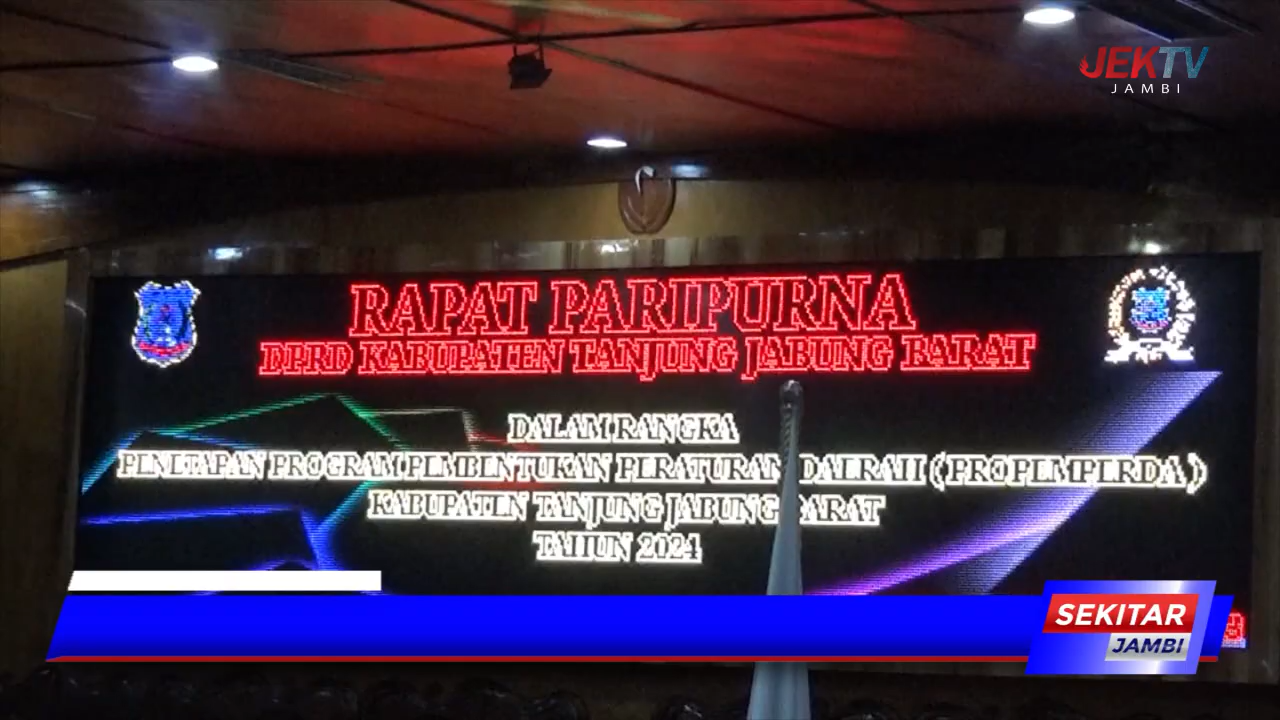 JEKTV
JAMBI
RAPAT PARIPURNA
DPRD KABUPATEN TANJUNG JABUNG BARAT
DALAM RANGKA
PENETAPAN PROGRAM PEMBENTUKAN PERATURAN DAERAH (PROPEMPERDA)
KABUPATEN TANJUNG JABUNG BARAT
TAHUN 2024
SEKITAR
JAMBI